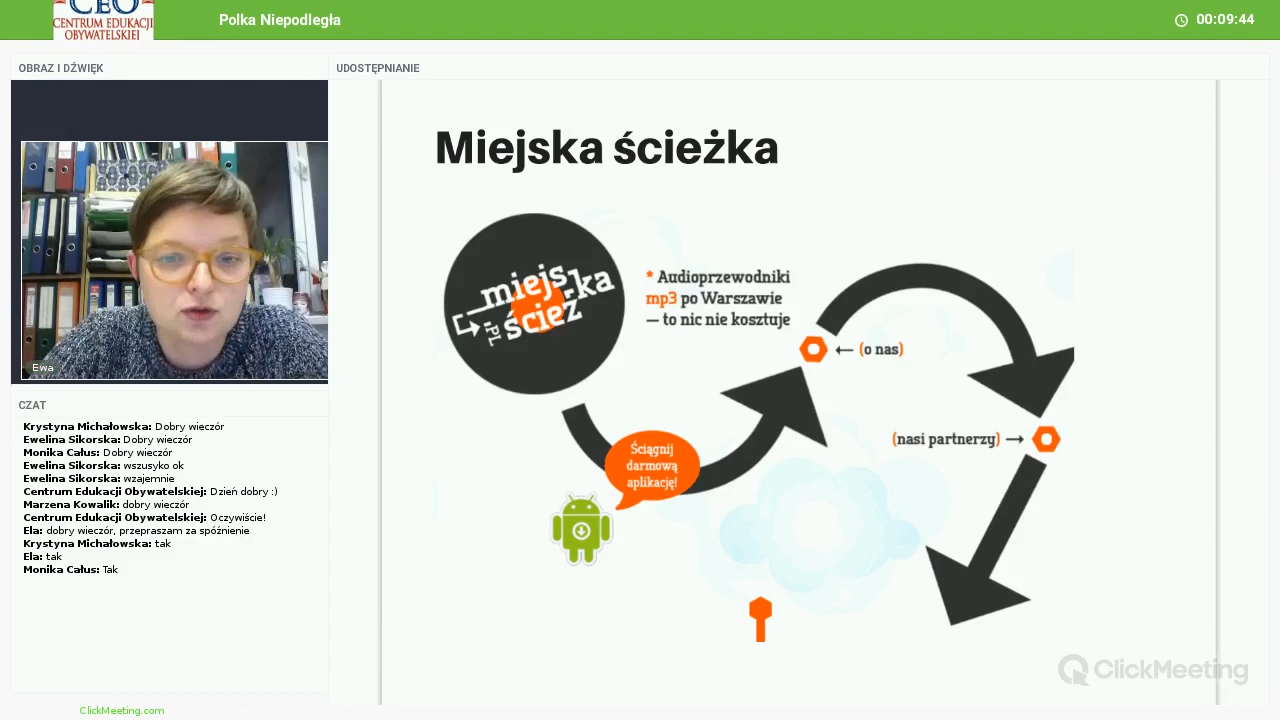 CEO
CENTRUM EDUKACJI
OBYWATELSKIEJ
Polka Niepodległa
00:09:44
OBRAZ I DŹWIĘK
UDOSTĘPNIANIE
Ewa
CZAT
Krystyna Michałowska: Dobry wieczór
Ewelina Sikorska: Dobry wieczór
Monika Całus: Dobry wieczór
Ewelina Sikorska: wszusyko ok
Ewelina Sikorska: wzajemnie
Centrum Edukacji Obywatelskiej: Dzień dobry :)
Marzena Kowalik: dobry wieczór
Centrum Edukacji Obywatelskiej: Oczywiście!
Ela: dobry wieczór, przepraszam za spóźnienie
Krystyna Michałowska: tak
Ela: tak
Monika Całus: Tak
ClickMeeting.com
Miejska ścieżka
miejska
ścieżka
.PL
* Audioprzewodniki
mp3 po Warszawie
— to nic nie kosztuje
← (o nas)
(nasi partnerzy) →
Ściągnij
darmową
aplikację!
ClickMeeting